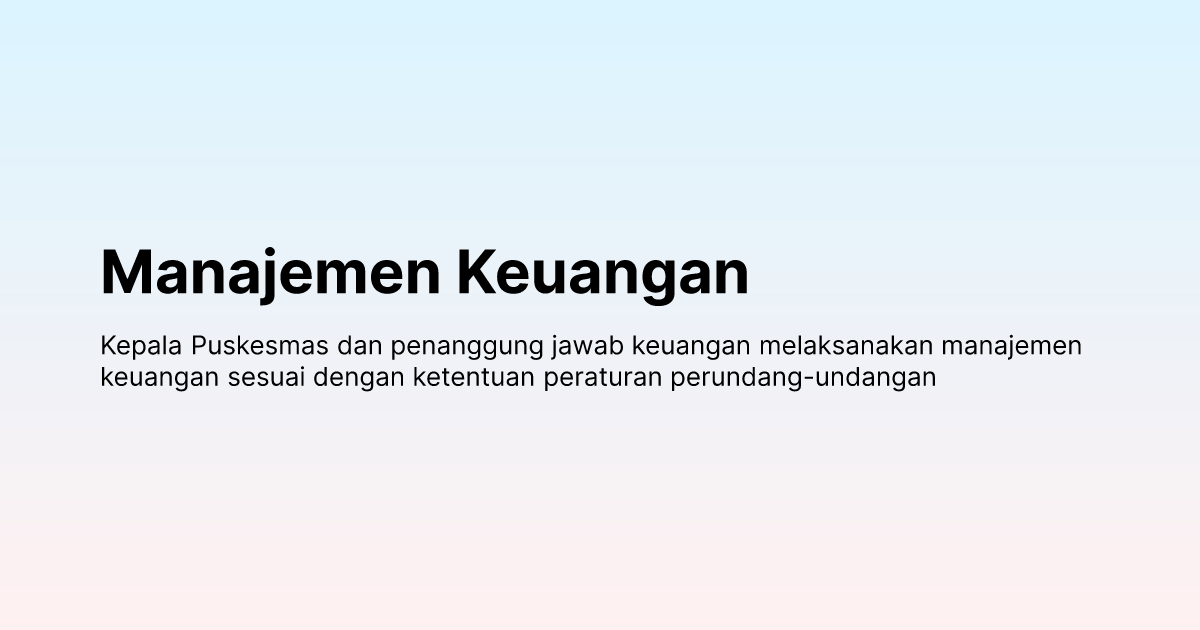 Manajemen Keuangan
Kepala Puskesmas dan penanggung jawab keuangan melaksanakan manajemen
keuangan sesuai dengan ketentuan peraturan perundang-undangan